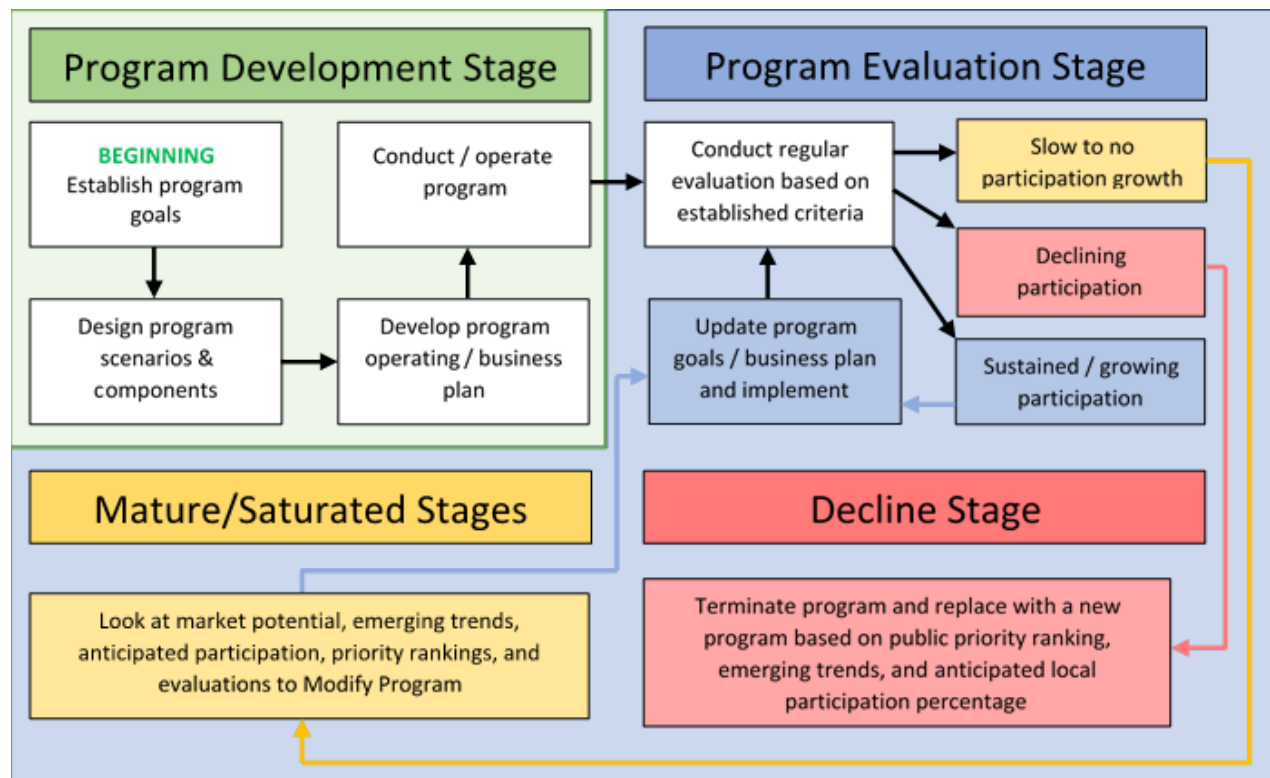 Program Development Stage
BEGINNING
Establish program
goals
Design program
scenarios &
components
Develop program
operating / business
plan
Conduct / operate
program
Program Evaluation Stage
Conduct regular
evaluation based on
established criteria
Slow to no
participation growth
Declining
participation
Sustained / growing
participation
Update program
goals / business plan
and implement
Mature/Saturated Stages
Look at market potential, emerging trends,
anticipated participation, priority rankings, and
evaluations to Modify Program
Decline Stage
Terminate program and replace with a new
program based on public priority ranking,
emerging trends, and anticipated local
participation percentage